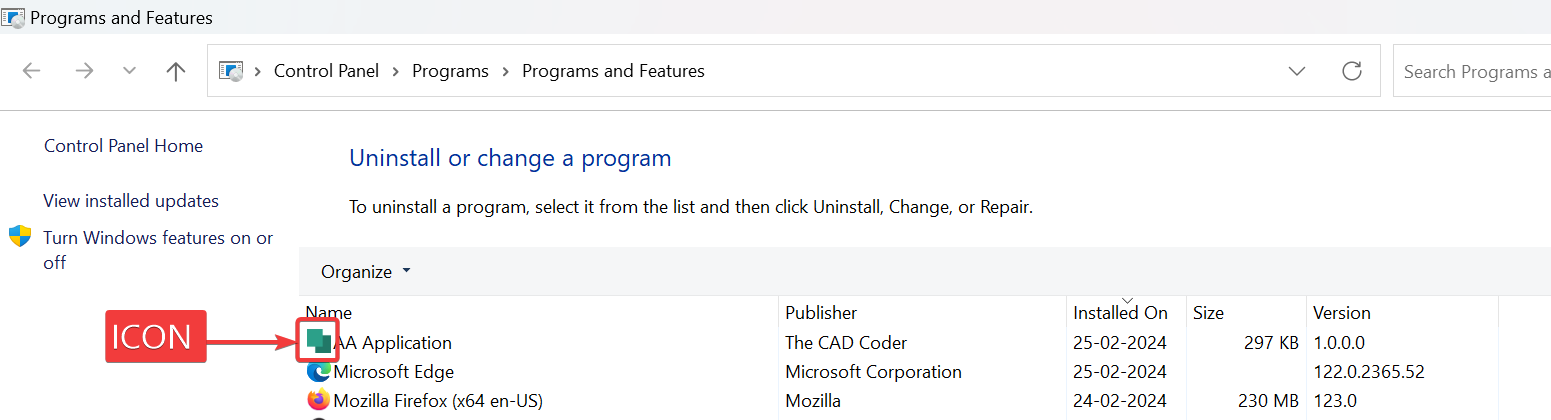 Programs and Features
Control Panel > Programs > Programs and Features
Search Programs a
Control Panel Home
View installed updates
Turn Windows features on or
off
Uninstall or change a program
To uninstall a program, select it from the list and then click Uninstall, Change, or Repair.
Organize
ICON
Name Publisher Installed On Size Version
AA Application The CAD Coder 25-02-2024 297 KB 1.0.0.0
Microsoft Edge Microsoft Corporation 25-02-2024 122.0.2365.52
Mozilla Firefox (x64 en-US) Mozilla 24-02-2024 230 MB 123.0